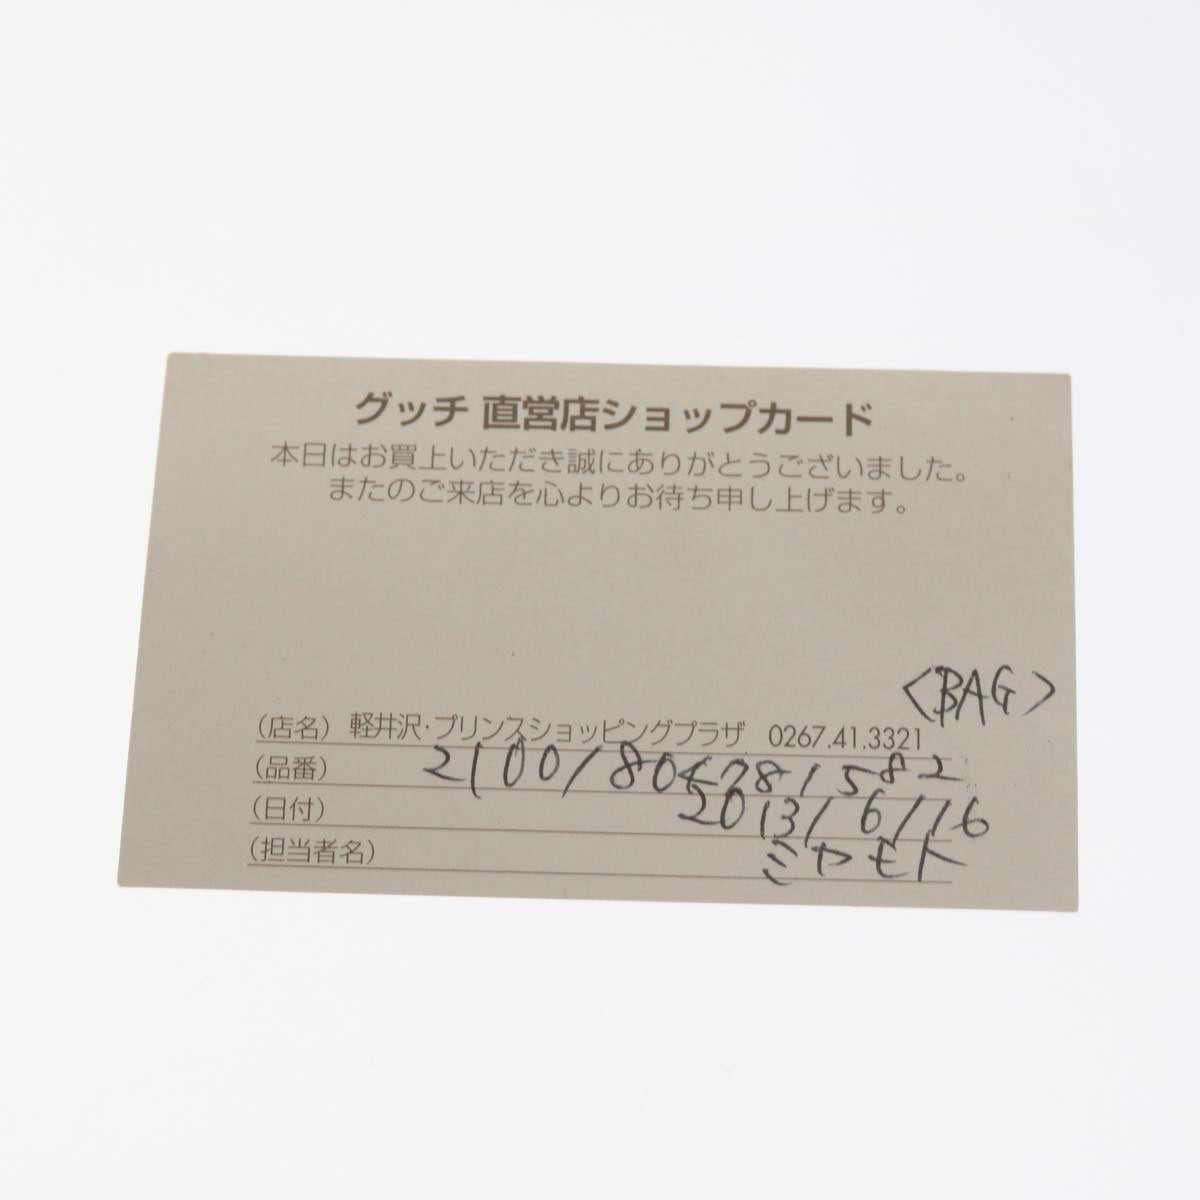 グッチ 直営店ショップカード
本日はお買上いただき誠にありがとうございました。
またのご来店を心よりお待ち申し上げます。
<BAG>
(店名) 軽井沢・プリンスショッピングプラザ 0267.41.3321
(品番) 2100/8047281582
(日付) 2013/6/16
(担当者名) ミヤモト